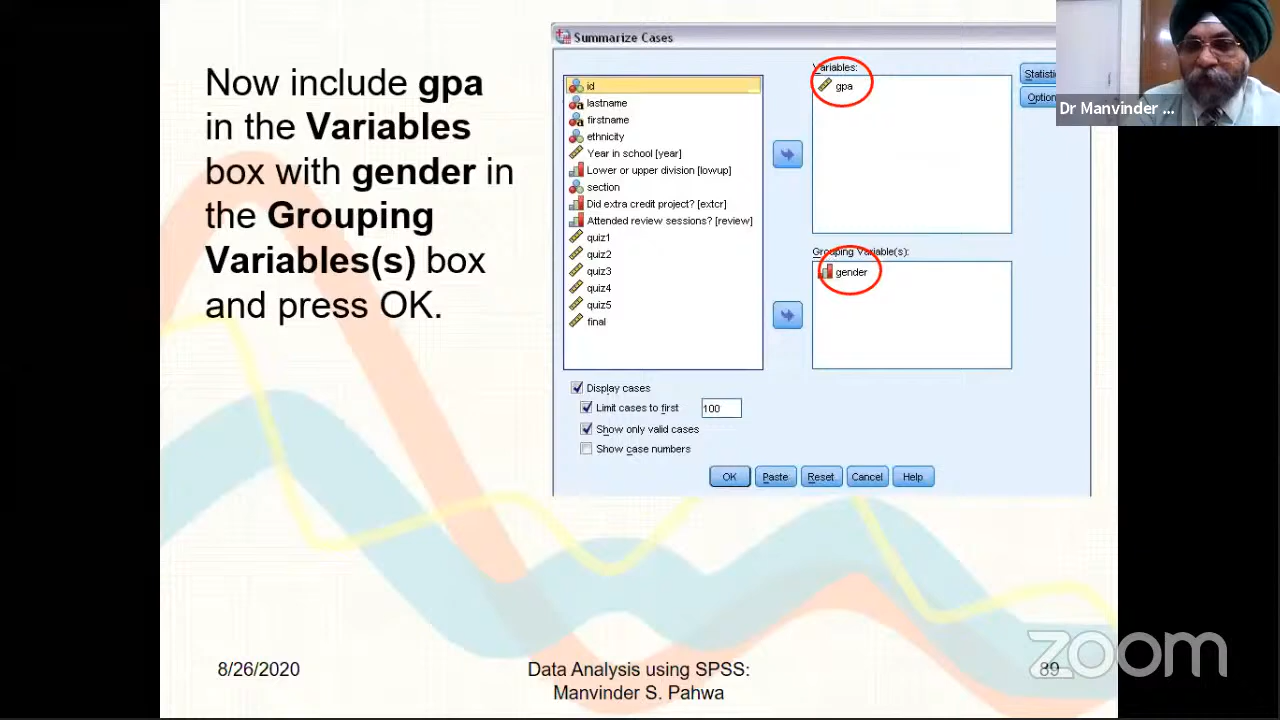 Now include gpa
in the Variables
box with gender in
the Grouping
Variables(s) box
and press OK.
Summarize Cases
id
lastname
firstname
ethnicity
Year in school [year]
Lower or upper division [lowup]
section
Did extra credit project? [extcr]
Attended review sessions? [review]
quiz1
quiz2
quiz3
quiz4
quiz5
final
Variables:
gpa
Grouping Variable(s):
gender
Display cases
Limit cases to first 100
Show only valid cases
Show case numbers
OK Paste Reset Cancel Help
Dr Manvinder ...
8/26/2020
Data Analysis using SPSS:
Manvinder S. Pahwa
89
zoom